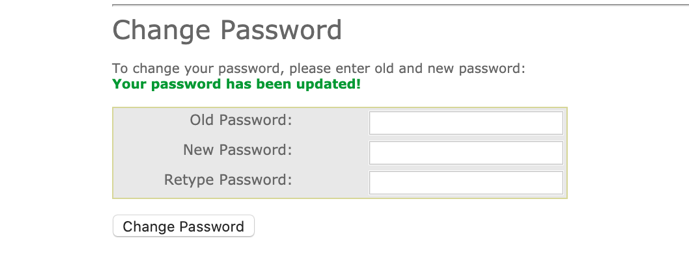 Change Password
To change your password, please enter old and new password:
Your password has been updated!
Old Password:
New Password:
Retype Password:
Change Password